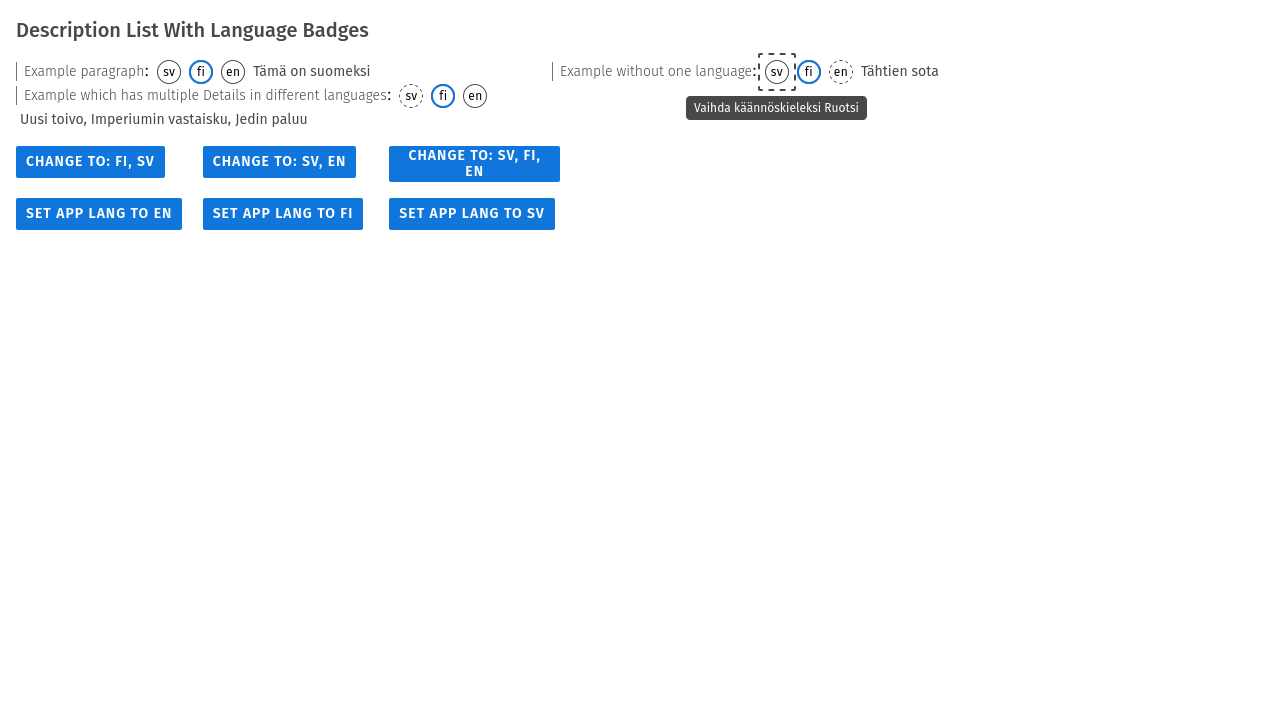 Description List With Language Badges
Example paragraph: sv fi en Tämä on suomeksi
Example without one language: sv fi en Tähtien sota
Example which has multiple Details in different languages: sv fi en
Vaihda käännöskieleksi Ruotsi
Uusi toivo, Imperiumin vastaisku, Jedin paluu
CHANGE TO: FI, SV
CHANGE TO: SV, EN
CHANGE TO: SV, FI,
EN
SET APP LANG TO EN
SET APP LANG TO FI
SET APP LANG TO SV